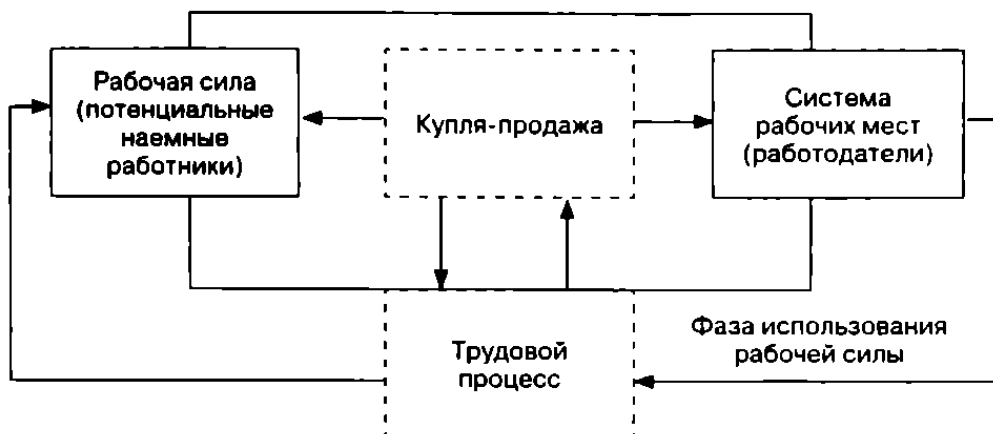 Рабочая сила
(потенциальные
наемные
работники)
Купля-продажа
Система
рабочих мест
(работодатели)
Трудовой
процесс
Фаза использования
рабочей силы